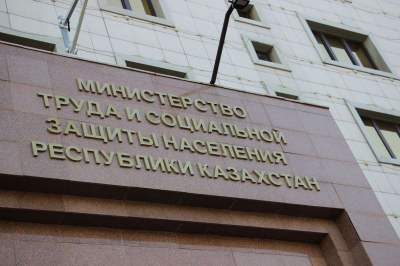 МИНИСТЕРСТВО
ТРУДА И СОЦИАЛЬНОЙ
ЗАЩИТЫ НАСЕЛЕНИЯ
РЕСПУБЛИКИ КАЗАХСТАН